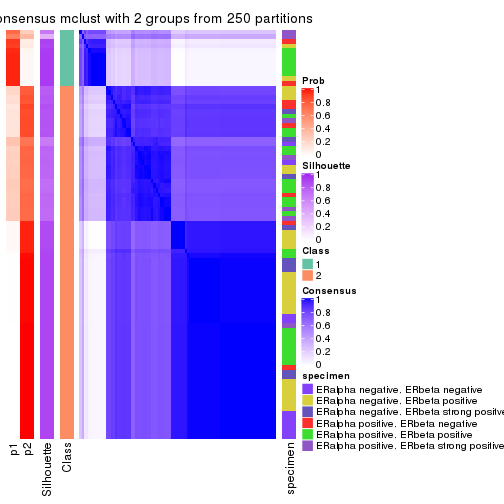 onsensus mclust with 2 groups from 250 partitions
Prob
1
0.8
0.6
0.4
0.2
0
Silhouette
1
0.8
0.6
0.4
0.2
0
Class
1
2
Consensus
1
0.8
0.6
0.4
0.2
0
specimen
ERalpha negative. ERbeta negative
ERalpha negative. ERbeta positive
ERalpha negative. ERbeta strong positive
ERalpha positive. ERbeta negative
ERalpha positive. ERbeta positive
ERalpha positive. ERbeta strong positive
p1
p2
Silhouette
Class
specimen